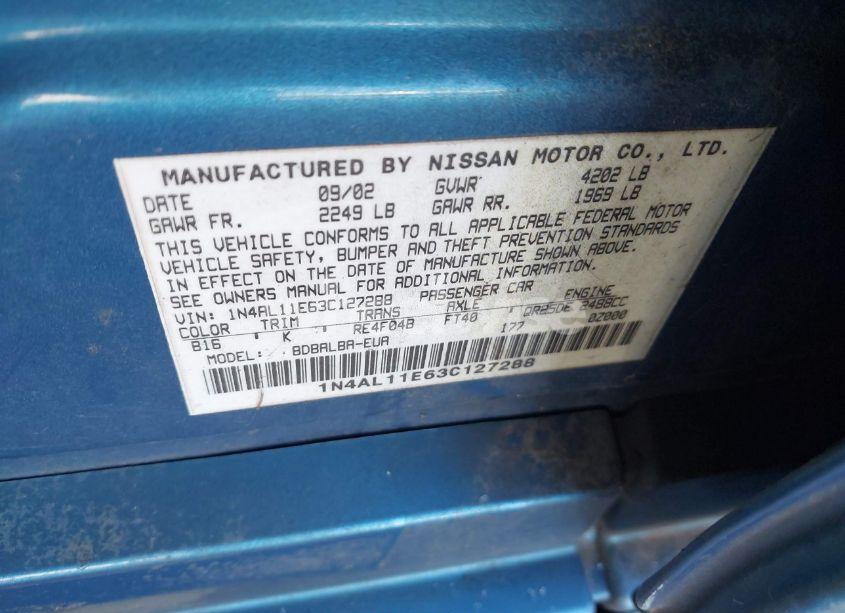 MANUFACTURED BY NISSAN MOTOR CO., LTD.
DATE 09/02 GVWR 4202 LB
GAWR FR. 2249 LB GAWR RR. 1969 LB
THIS VEHICLE CONFORMS TO ALL APPLICABLE FEDERAL MOTOR
VEHICLE SAFETY, BUMPER AND THEFT PREVENTION STANDARDS
IN EFFECT ON THE DATE OF MANUFACTURE SHOWN ABOVE.
SEE OWNERS MANUAL FOR ADDITIONAL INFORMATION.
VIN: 1N4AL11E63C127288 PASSENGER CAR
COLOR TRIM TRANS AXLE ENGINE
B16 K RE4F04B FT40 QR25DE 2488CC
MODEL: BDBALBA-EUA 177 02000
1N4AL11E63C127288